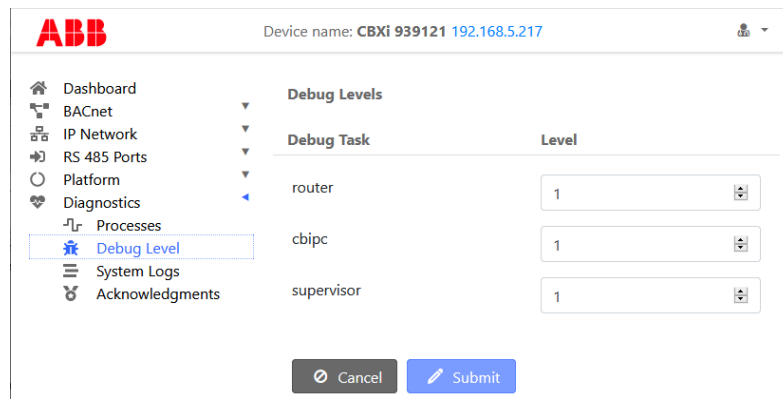 ABB
Device name: CBXi 939121 192.168.5.217
Dashboard
BACnet
IP Network
RS 485 Ports
Platform
Diagnostics
Processes
Debug Level
System Logs
Acknowledgments
Debug Levels
Debug Task Level
router 1
cbipc 1
supervisor 1
Cancel Submit